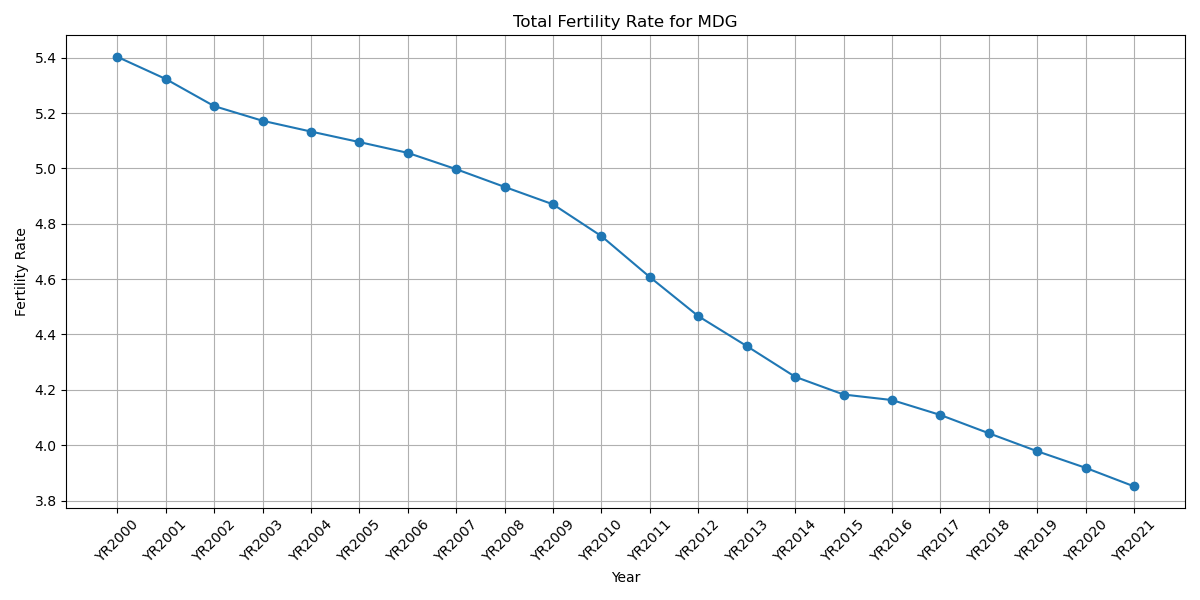 Total Fertility Rate for MDG
Fertility Rate
5.4
5.2
5.0
4.8
4.6
4.4
4.2
4.0
3.8
YR2000
YR2001
YR2002
YR2003
YR2004
YR2005
YR2006
YR2007
YR2008
YR2009
YR2010
YR2011
YR2012
YR2013
YR2014
YR2015
YR2016
YR2017
YR2018
YR2019
YR2020
YR2021
Year